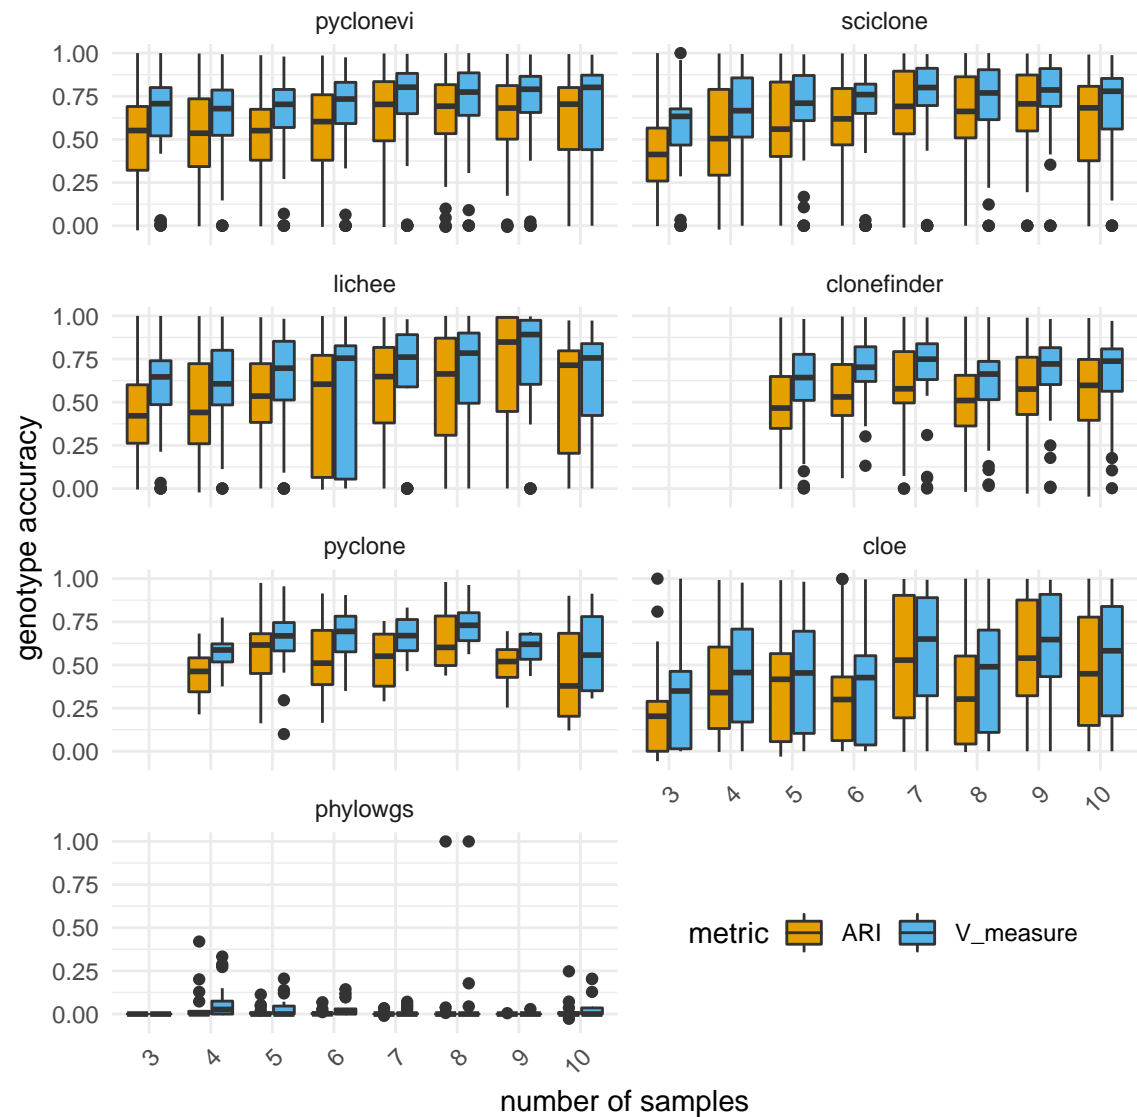 pyclonevi
sciclone
1.00
0.75
0.50
0.25
0.00
lichee
clonefinder
1.00
0.75
0.50
0.25
0.00
genotype accuracy
pyclone
cloe
1.00
0.75
0.50
0.25
0.00
3 4 5 6 7 8 9 10
phylowgs
1.00
0.75
0.50
0.25
0.00
metric ARI V_measure
3 4 5 6 7 8 9 10
number of samples